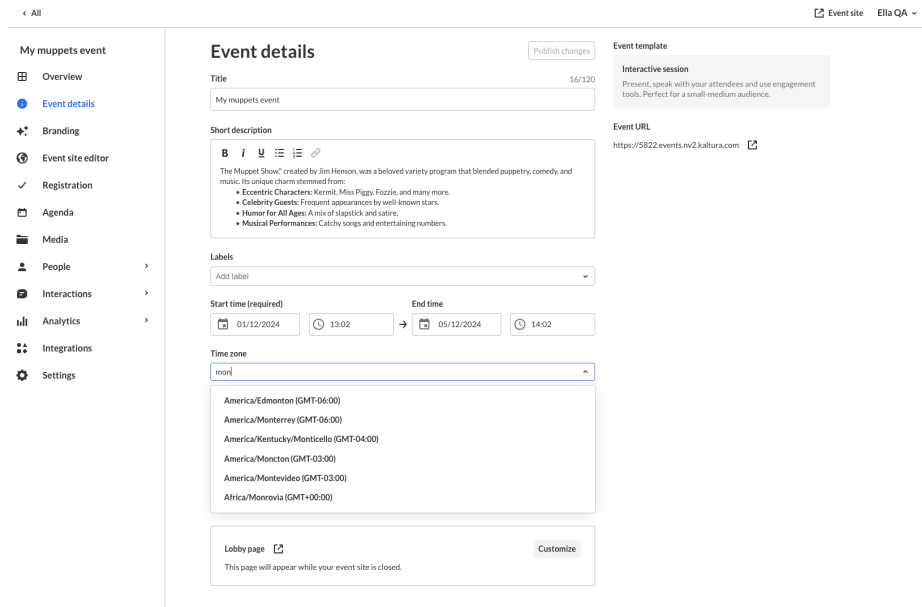 All
Event site
Ella QA
My muppets event
Overview
Event details
Branding
Event site editor
Registration
Agenda
Media
People
Interactions
Analytics
Integrations
Settings
Event details
Publish changes
Title
16/120
My muppets event
Short description
B i U
The Muppet Show," created by Jim Henson, was a beloved variety program that blended puppetry, comedy, and
music. Its unique charm stemmed from:
• Eccentric Characters: Kermit, Miss Piggy, Fozzie, and many more.
• Celebrity Guests: Frequent appearances by well-known stars.
• Humor for All Ages: A mix of slapstick and satire.
• Musical Performances: Catchy songs and entertaining numbers.
Labels
Add label
Start time (required)
End time
01/12/2024
13:02
05/12/2024
14:02
Time zone
mon
America/Edmonton (GMT-06:00)
America/Monterrey (GMT-06:00)
America/Kentucky/Monticello (GMT-04:00)
America/Moncton (GMT-03:00)
America/Montevideo (GMT-03:00)
Africa/Monrovia (GMT+00:00)
Lobby page
Customize
This page will appear while your event site is closed.
Event template
Interactive session
Present, speak with your attendees and use engagement
tools. Perfect for a small-medium audience.
Event URL
https://5822.events.nv2.kaltura.com